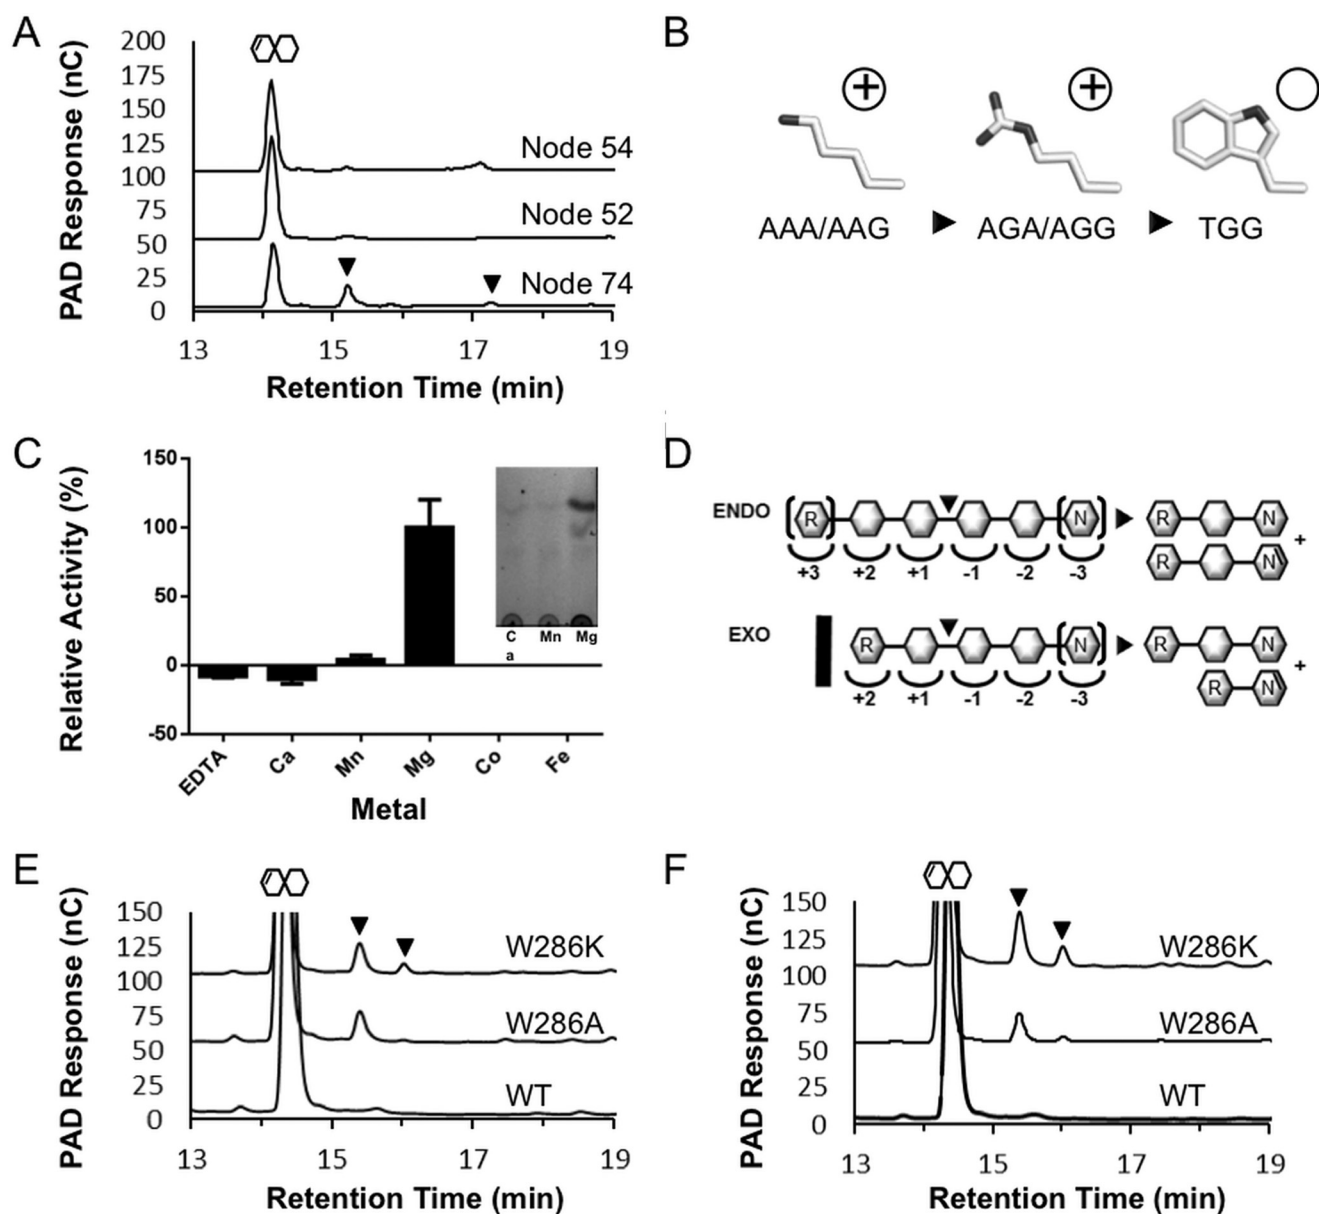 A
PAD Response (nC)
200
175
150
125
100
75
50
25
0
Node 54
Node 52
Node 74
13
15
17
19
Retention Time (min)
B
AAA/AAG
AGA/AGG
TGG
C
Relative Activity (%)
150
100
50
0
-50
C
a
Mn
Mg
EDTA
Ca
Mn
Mg
Co
Fe
Metal
D
ENDO
R
N
+3
+2
+1
-1
-2
-3
R
N
+
R
N
EXO
R
N
+2
+1
-1
-2
-3
R
N
+
R
N
E
PAD Response (nC)
150
125
100
75
50
25
0
W286K
W286A
WT
13
15
17
19
Retention Time (min)
F
PAD Response (nC)
150
125
100
75
50
25
0
W286K
W286A
WT
13
15
17
19
Retention Time (min)